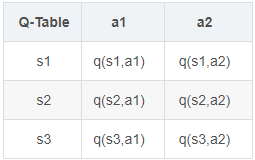 Q-Table a1 a2
s1 q(s1,a1) q(s1,a2)
s2 q(s2,a1) q(s2,a2)
s3 q(s3,a1) q(s3,a2)